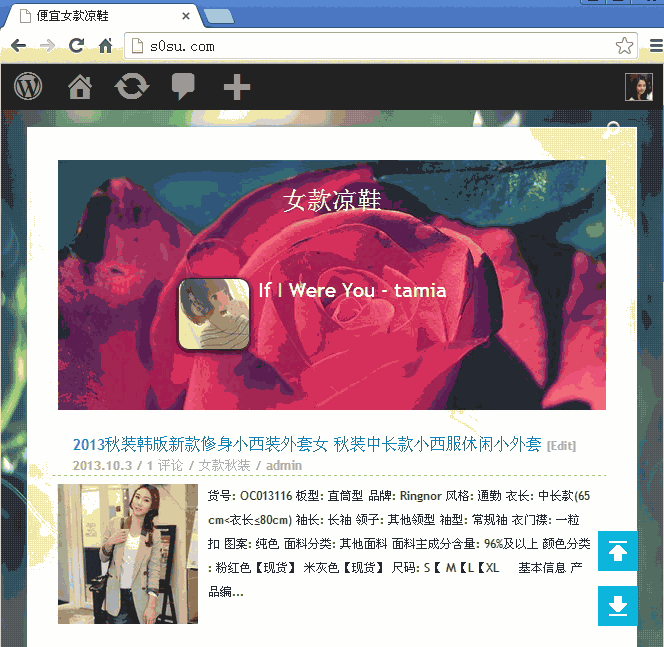 便宜女款凉鞋
s0su.com
女款凉鞋
If I Were You - tamia
2013秋装韩版新款修身小西装外套女 秋装中长款小西服休闲小外套 [Edit]
2013.10.3 / 1 评论 / 女款秋装 / admin
货号: OC013116 板型: 直筒型 品牌: Ringnor 风格: 通勤 衣长: 中长款(65
cm<衣长≤80cm) 袖长: 长袖 领子: 其他领型 袖型: 常规袖 衣门襟: 一粒
扣 图案: 纯色 面料分类: 其他面料 面料主成分含量: 96%及以上 颜色分类
: 粉红色【现货】 米灰色【现货】 尺码: S【 M【 L【 XL 基本信息 产
品编...